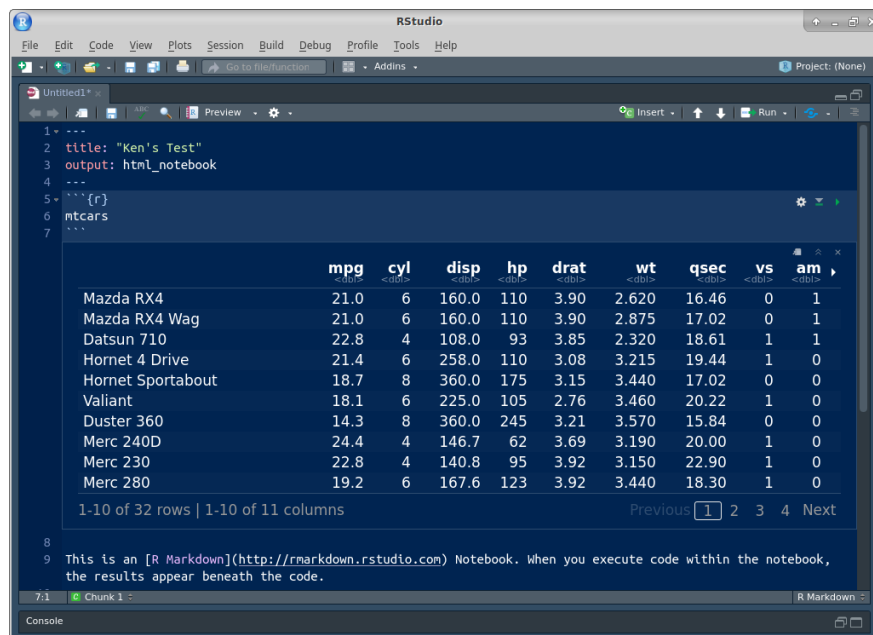 R RStudio
File Edit Code View Plots Session Build Debug Profile Tools Help
Go to file/function Addins R Project: (None)
Untitled1*
ABC Preview Insert Run
1 ---
2 title: "Ken's Test"
3 output: html_notebook
4 ---
5 ```{r}
6 mtcars
7 ```
mpg cyl disp hp drat wt qsec vs am
<dbl> <dbl> <dbl> <dbl> <dbl> <dbl> <dbl> <dbl> <dbl>
Mazda RX4 21.0 6 160.0 110 3.90 2.620 16.46 0 1
Mazda RX4 Wag 21.0 6 160.0 110 3.90 2.875 17.02 0 1
Datsun 710 22.8 4 108.0 93 3.85 2.320 18.61 1 1
Hornet 4 Drive 21.4 6 258.0 110 3.08 3.215 19.44 1 0
Hornet Sportabout 18.7 8 360.0 175 3.15 3.440 17.02 0 0
Valiant 18.1 6 225.0 105 2.76 3.460 20.22 1 0
Duster 360 14.3 8 360.0 245 3.21 3.570 15.84 0 0
Merc 240D 24.4 4 146.7 62 3.69 3.190 20.00 1 0
Merc 230 22.8 4 140.8 95 3.92 3.150 22.90 1 0
Merc 280 19.2 6 167.6 123 3.92 3.440 18.30 1 0
1-10 of 32 rows | 1-10 of 11 columns Previous 1 2 3 4 Next
8
9 This is an [R Markdown](http://rmarkdown.rstudio.com) Notebook. When you execute code within the notebook,
the results appear beneath the code.
7:1 C Chunk 1 R Markdown
Console